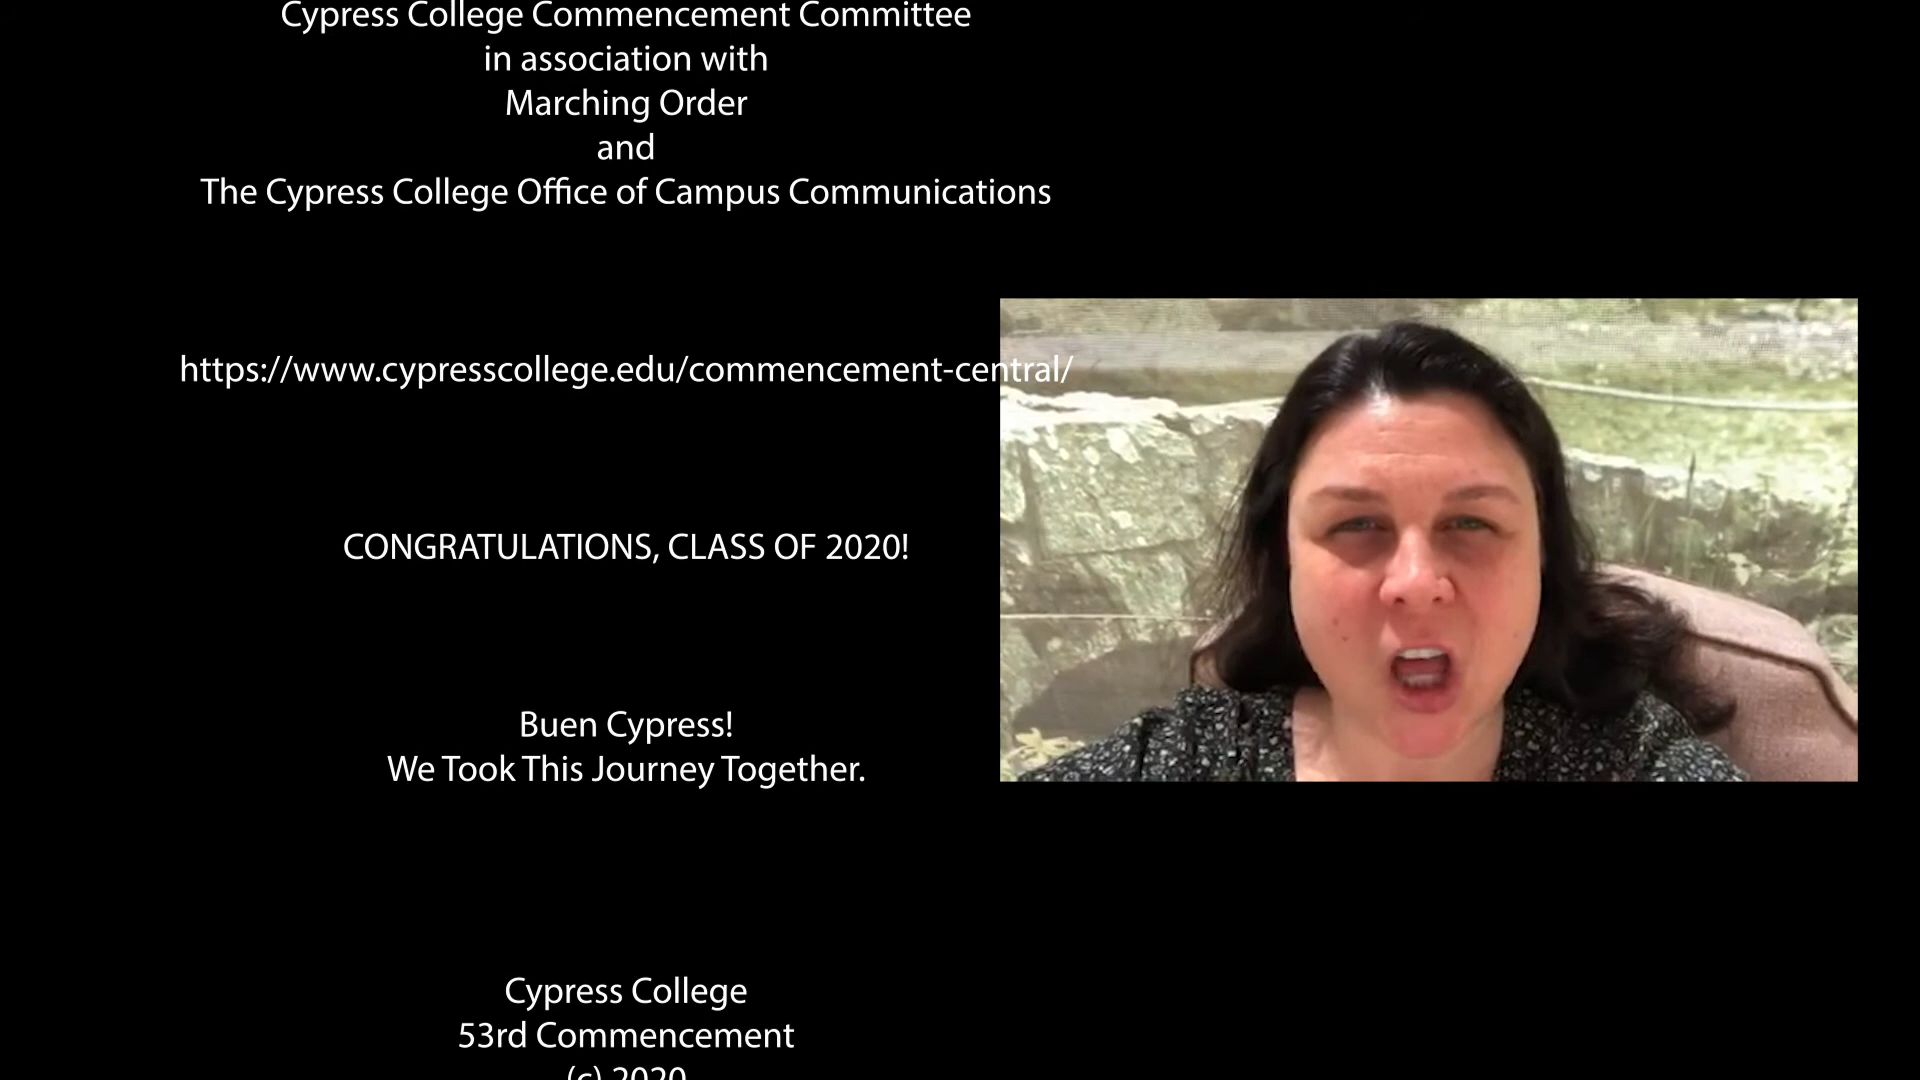 Cypress College Commencement Committee
in association with
Marching Order
and
The Cypress College Office of Campus Communications
https://www.cypresscollege.edu/commencement-central/
CONGRATULATIONS, CLASS OF 2020!
Buen Cypress!
We Took This Journey Together.
Cypress College
53rd Commencement
(c) 2020